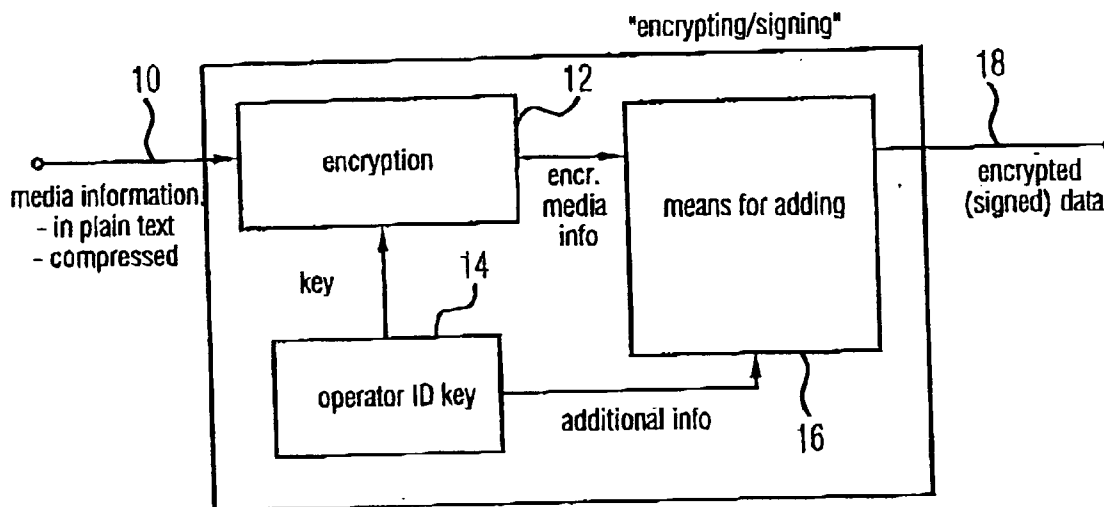 "encrypting/signing"
10
12
18
encryption
media information
- in plain text
- compressed
encr.
media
info
means for adding
encrypted
(signed) data
key
14
operator ID key
additional info
16